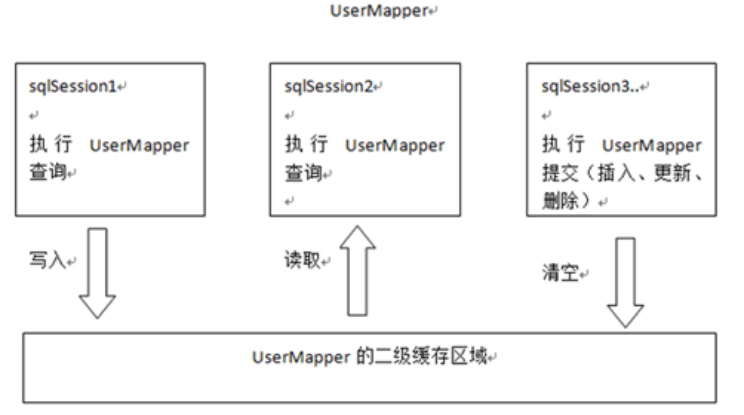 UserMapper
sqlSession1
执行 UserMapper
查询
sqlSession2
执行 UserMapper
查询
sqlSession3..
执行 UserMapper
提交（插入、更新、
删除）
写入
读取
清空
UserMapper 的二级缓存区域